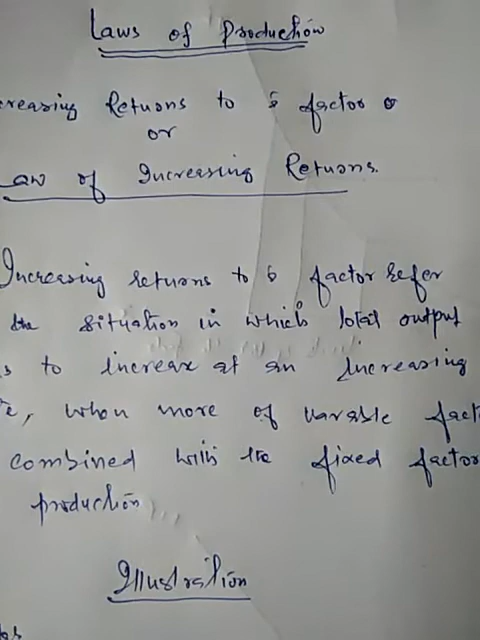 Laws of Production
creasing Returns to a factor
or
Law of Increasing Returns.
Increasing returns to a factor refer
the situation in which total output
s to increase at an increasing
te, when more of variable fact
combined with the fixed factor
production
Illustration